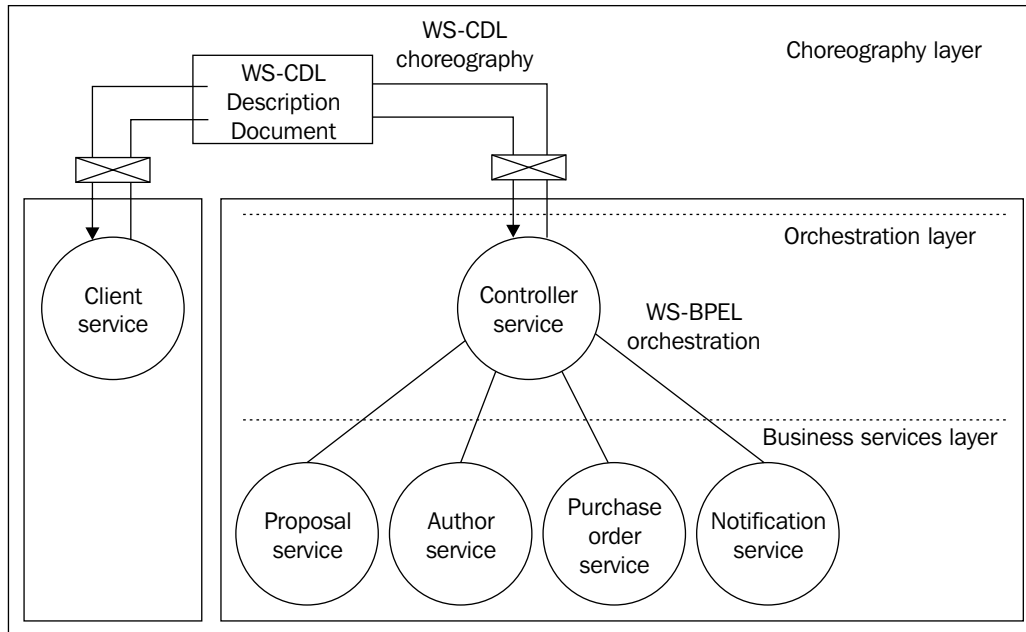 WS-CDL
choreography
Choreography layer
WS-CDL
Description
Document
Orchestration layer
Client
service
Controller
service
WS-BPEL
orchestration
Business services layer
Proposal
service
Author
service
Purchase
order
service
Notification
service